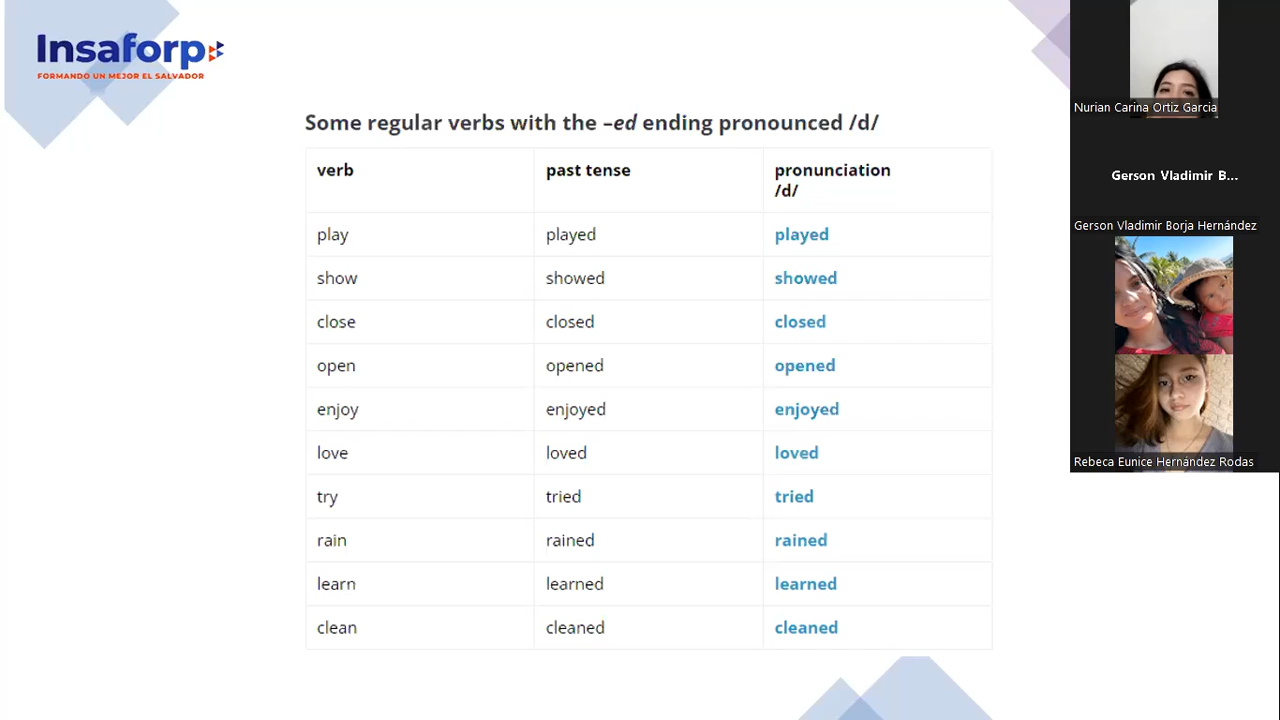 Insaforp
FORMANDO UN MEJOR EL SALVADOR
Some regular verbs with the –ed ending pronounced /d/
verb past tense pronunciation
/d/
play played played
show showed showed
close closed closed
open opened opened
enjoy enjoyed enjoyed
love loved loved
try tried tried
rain rained rained
learn learned learned
clean cleaned cleaned
Nurian Carina Ortiz Garcia
Gerson Vladimir B...
Gerson Vladimir Borja Hernández
Rebeca Eunice Hernández Rodas